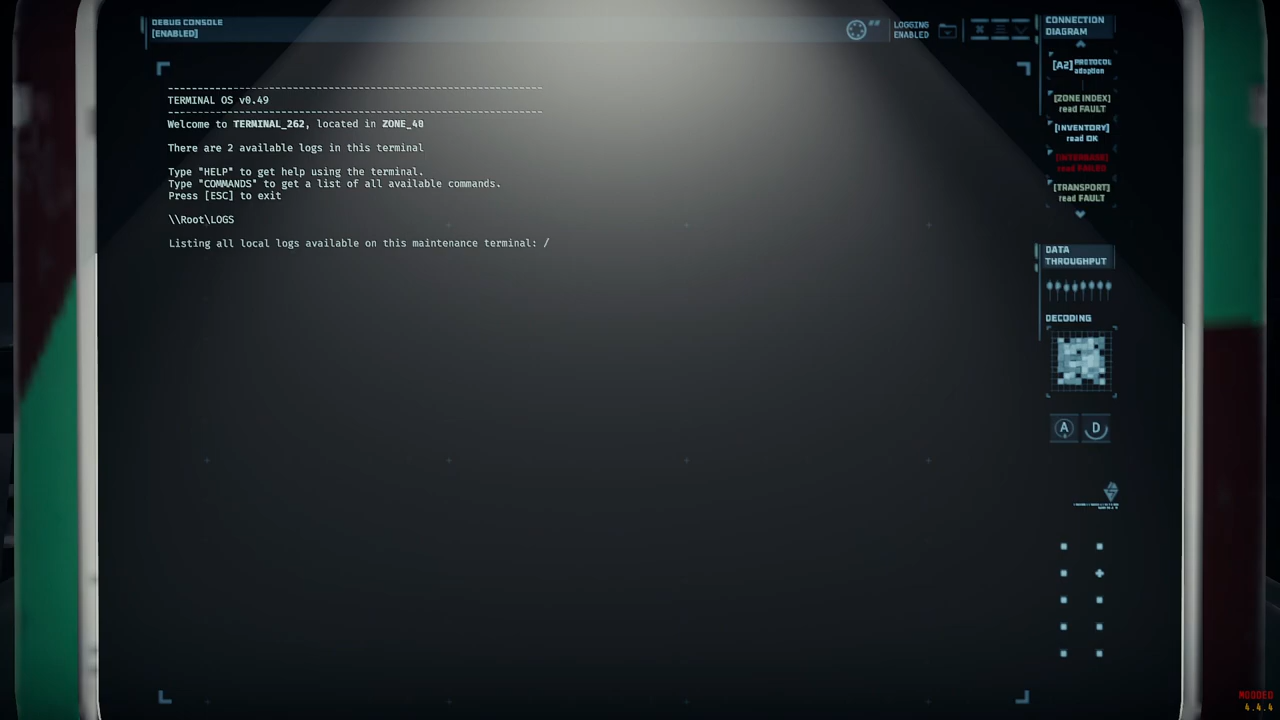 DEBUG CONSOLE
[ENABLED]
LOGGING
ENABLED
--------------------------------------------------------------
TERMINAL OS v0.49
--------------------------------------------------------------
Welcome to TERMINAL_262, located in ZONE_40
There are 2 available logs in this terminal
Type "HELP" to get help using the terminal.
Type "COMMANDS" to get a list of all available commands.
Press [ESC] to exit
\\Root\LOGS
Listing all local logs available on this maintenance terminal: /
CONNECTION
DIAGRAM
[A2] PROTOCOL
adaption
[ZONE INDEX]
read FAULT
[INVENTORY]
read OK
read FAILED
[TRANSPORT]
read FAULT
DATA
THROUGHPUT
DECODING
A D
MODDED
4.4.4